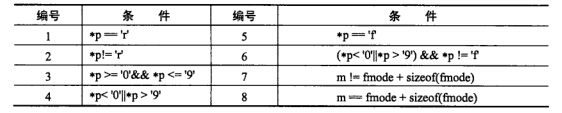 编号 条 件 编号 条 件
1 *p == 'r' 5 *p == 'f'
2 *p!= 'r' 6 (*p< '0'||*p > '9') && *p != 'f'
3 *p >= '0'&& *p <= '9' 7 m != fmode + sizeof(fmode)
4 *p< '0'||*p > '9' 8 m == fmode + sizeof(fmode)